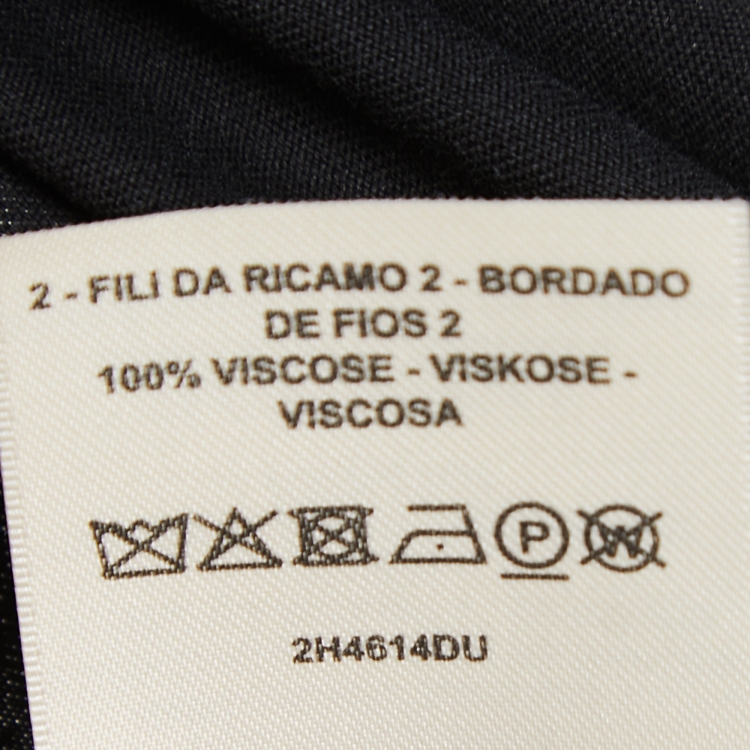 2 - FILI DA RICAMO 2 - BORDADO
DE FIOS 2
100% VISCOSE - VISKOSE -
VISCOSA
P W
2H4614DU